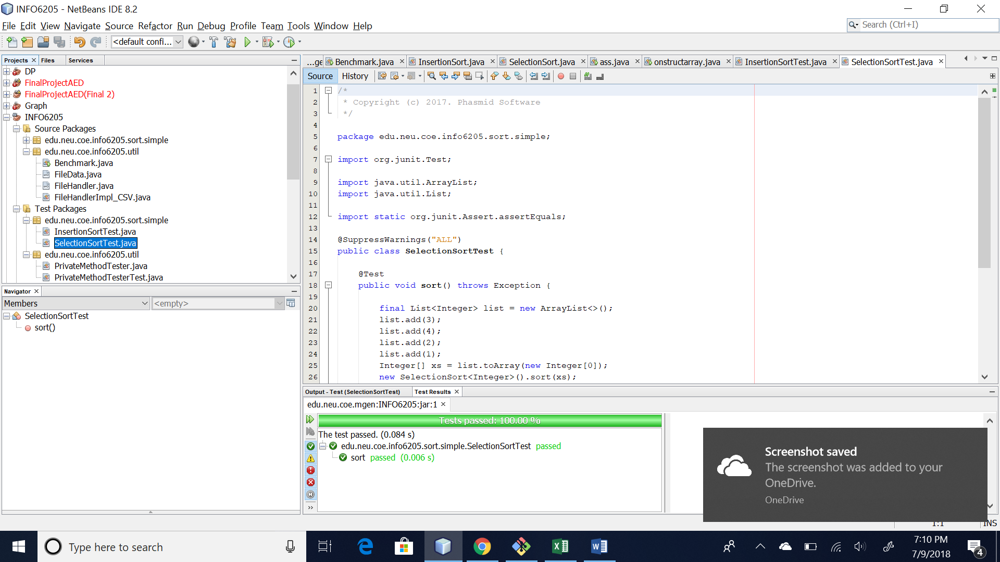 INFO6205 - NetBeans IDE 8.2
File Edit View Navigate Source Refactor Run Debug Profile Team Tools Window Help
Search (Ctrl+I)
<default confi...
Projects Files Services
DP
FinalProjectAED
FinalProjectAED(Final 2)
Graph
INFO6205
Source Packages
edu.neu.coe.info6205.sort.simple
edu.neu.coe.info6205.util
Benchmark.java
FileData.java
FileHandler.java
FileHandlerImpl_CSV.java
Test Packages
edu.neu.coe.info6205.sort.simple
InsertionSortTest.java
SelectionSortTest.java
edu.neu.coe.info6205.util
PrivateMethodTester.java
PrivateMethodTesterTest.java
Navigator
Members <empty>
SelectionSortTest
sort()
...ge Benchmark.java InsertionSort.java SelectionSort.java ass.java onstructarray.java InsertionSortTest.java SelectionSortTest.java
Source History
1 /*
2 * Copyright (c) 2017. Phasmid Software
3 */
4
5 package edu.neu.coe.info6205.sort.simple;
6
7 import org.junit.Test;
8
9 import java.util.ArrayList;
10 import java.util.List;
11
12 import static org.junit.Assert.assertEquals;
13
14 @SuppressWarnings("ALL")
15 public class SelectionSortTest {
16
17 @Test
18 public void sort() throws Exception {
19
20 final List<Integer> list = new ArrayList<>();
21 list.add(3);
22 list.add(4);
23 list.add(2);
24 list.add(1);
25 Integer[] xs = list.toArray(new Integer[0]);
26 new SelectionSort<Integer>().sort(xs);
Output - Test (SelectionSortTest) Test Results
edu.neu.coe.mgen:INFO6205:jar:1
Tests passed: 100.00 %
The test passed. (0.084 s)
edu.neu.coe.info6205.sort.simple.SelectionSortTest passed
sort passed (0.006 s)
Screenshot saved
The screenshot was added to your
OneDrive.
OneDrive
1:1 INS
Type here to search
7:10 PM
7/9/2018
4